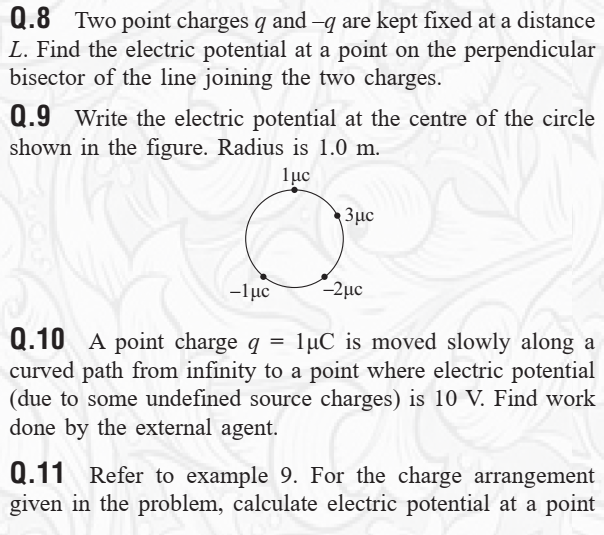 Q.8 Two point charges q and –q are kept fixed at a distance
L. Find the electric potential at a point on the perpendicular
bisector of the line joining the two charges.
Q.9 Write the electric potential at the centre of the circle
shown in the figure. Radius is 1.0 m.
1μc
3μc
–1μc
–2μc
Q.10 A point charge q = 1μC is moved slowly along a
curved path from infinity to a point where electric potential
(due to some undefined source charges) is 10 V. Find work
done by the external agent.
Q.11 Refer to example 9. For the charge arrangement
given in the problem, calculate electric potential at a point